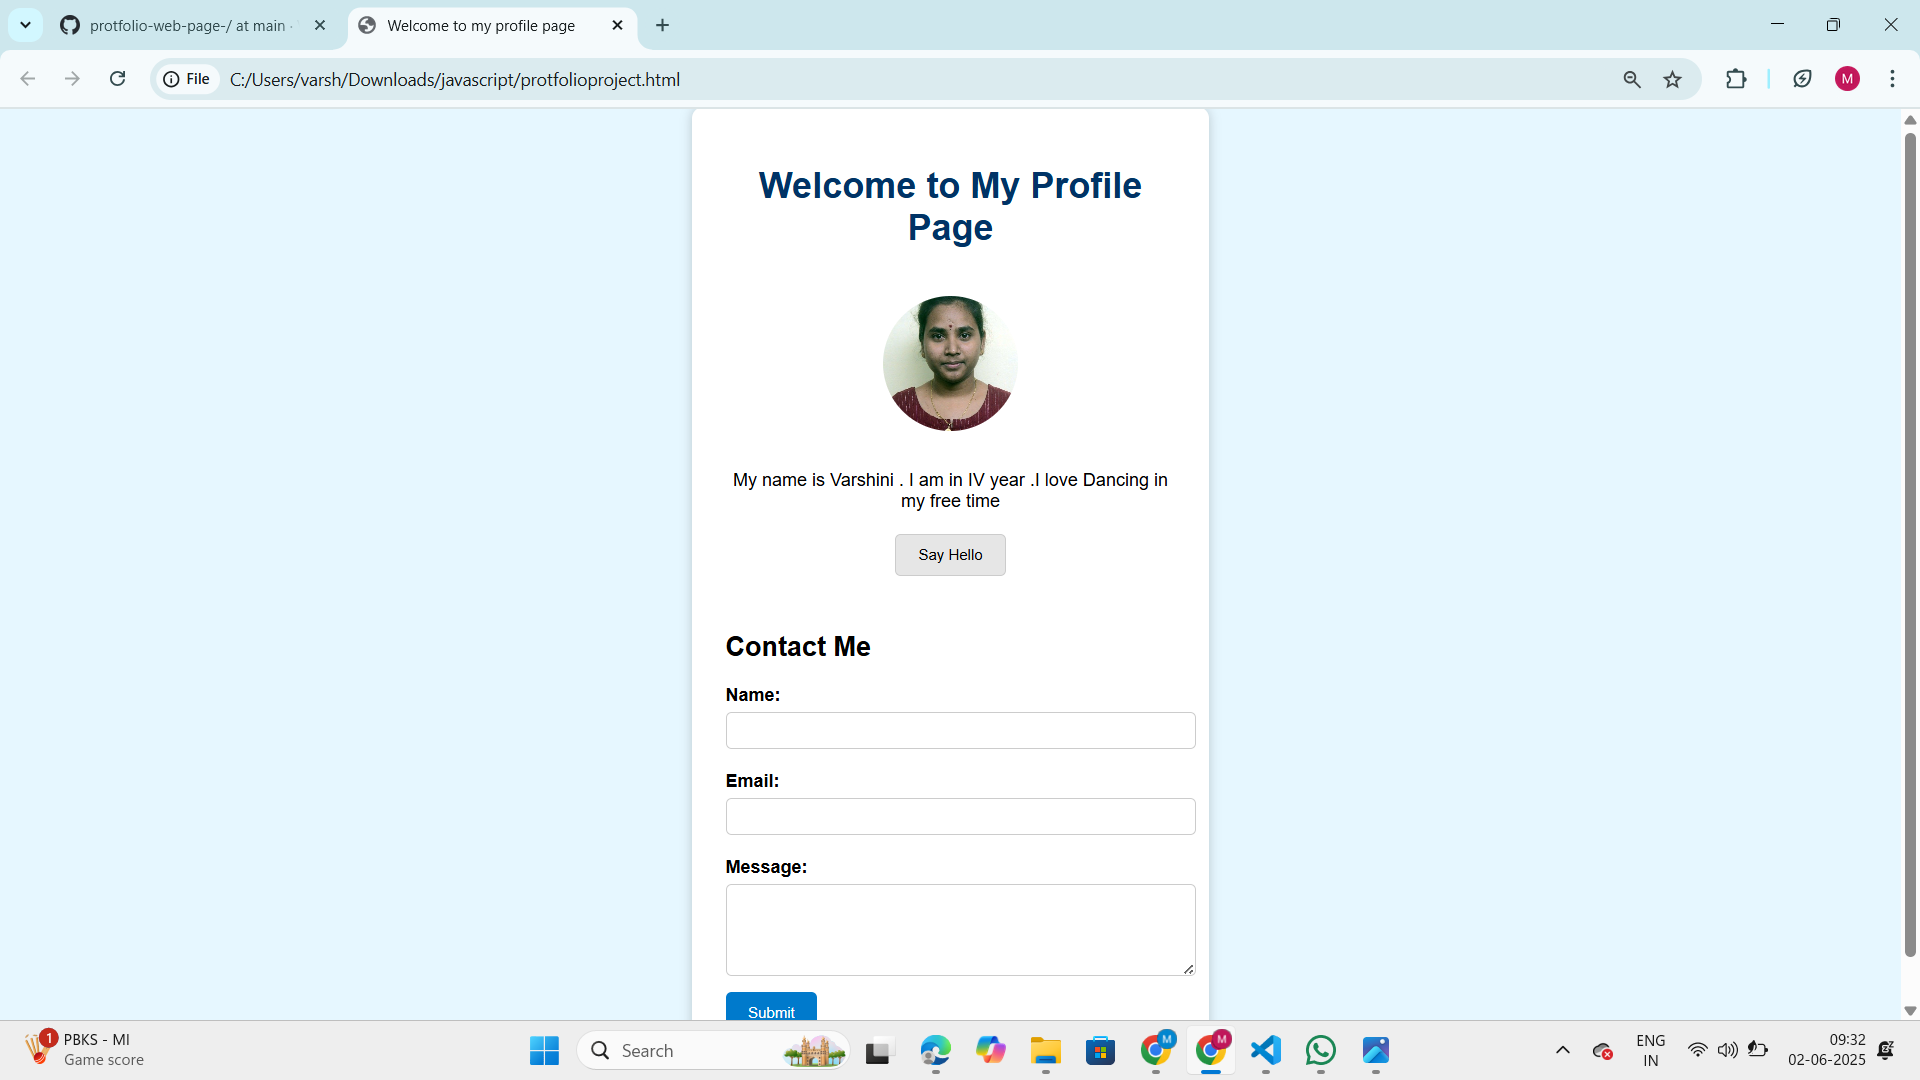 protfolio-web-page-/ at main ·
Welcome to my profile page
File
C:/Users/varsh/Downloads/javascript/protfolioproject.html
M
Welcome to My Profile
Page
My name is Varshini . I am in IV year .I love Dancing in
my free time
Say Hello
Contact Me
Name:
Email:
Message:
Submit
1
PBKS - MI
Game score
Search
M
M
ENG
IN
09:32
02-06-2025